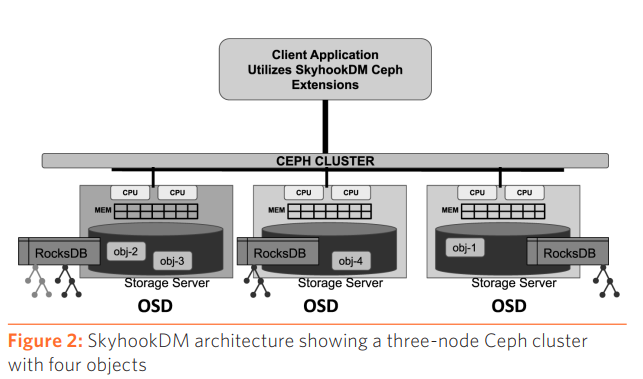 Client Application
Utilizes SkyhookDM Ceph
Extensions
CEPH CLUSTER
CPU CPU CPU CPU CPU CPU
MEM MEM MEM
RocksDB obj-2 obj-3 RocksDB obj-4 obj-1 RocksDB
Storage Server Storage Server Storage Server
OSD OSD OSD
Figure 2: SkyhookDM architecture showing a three-node Ceph cluster
with four objects